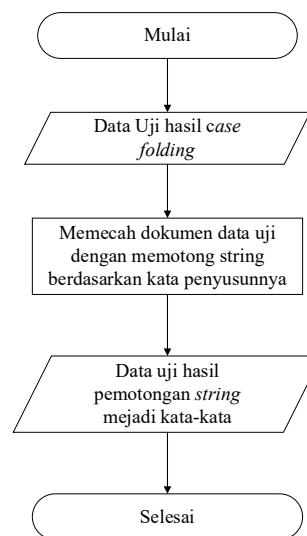 Mulai
Data Uji hasil case
folding
Memecah dokumen data uji
dengan memotong string
berdasarkan kata penyusunnya
Data uji hasil
pemotongan string
mejadi kata-kata
Selesai